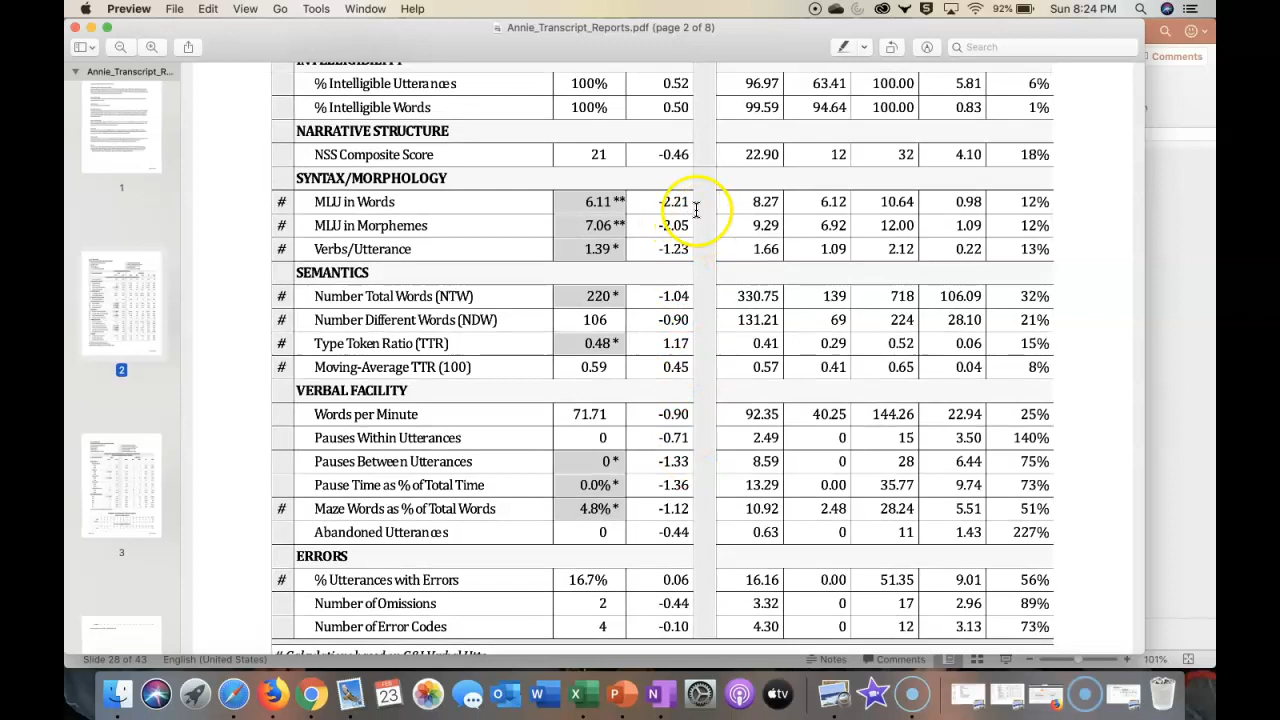 Preview File Edit View Go Tools Window Help 92% Sun 8:24 PM
Annie_Transcript_Reports.pdf (page 2 of 8)
Search
Annie_Transcript_R...
Comments
1
2
3
% Intelligible Utterances 100% 0.52 96.97 63.41 100.00 5.81 6%
% Intelligible Words 100% 0.50 99.59 94.64 100.00 0.83 1%
NARRATIVE STRUCTURE
NSS Composite Score 21 -0.46 22.90 12 32 4.10 18%
SYNTAX/MORPHOLOGY
# MLU in Words 6.11 ** -2.21 8.27 6.12 10.64 0.98 12%
# MLU in Morphemes 7.06 ** -2.05 9.29 6.92 12.00 1.09 12%
# Verbs/Utterance 1.39 * -1.23 1.66 1.09 2.12 0.22 13%
SEMANTICS
# Number Total Words (NTW) 220 * -1.04 330.75 139 718 106.09 32%
# Number Different Words (NDW) 106 -0.90 131.21 69 224 28.10 21%
# Type Token Ratio (TTR) 0.48 * 1.17 0.41 0.29 0.52 0.06 15%
# Moving-Average TTR (100) 0.59 0.45 0.57 0.41 0.65 0.04 8%
VERBAL FACILITY
Words per Minute 71.71 -0.90 92.35 40.25 144.26 22.94 25%
Pauses Within Utterances 0 -0.71 2.49 0 15 3.50 140%
Pauses Between Utterances 0 * -1.33 8.59 0 28 6.44 75%
Pause Time as % of Total Time 0.0% * -1.36 13.29 0.00 35.77 9.74 73%
# Maze Words as % of Total Words 4.8% * -1.12 10.92 2.48 28.24 5.51 51%
Abandoned Utterances 0 -0.44 0.63 0 11 1.43 227%
ERRORS
# % Utterances with Errors 16.7% 0.06 16.16 0.00 51.35 9.01 56%
Number of Omissions 2 -0.44 3.32 0 17 2.96 89%
Number of Error Codes 4 -0.10 4.30 0 12 3.13 73%
Slide 28 of 43 English (United States) Notes Comments 101%
FEB 23